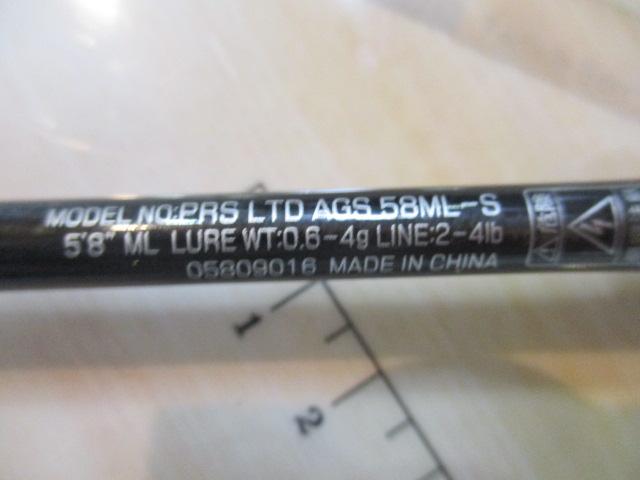 MODEL NO:PRS LTD AGS 58ML-S
5'8" ML LURE WT:0.6-4g LINE:2-4lb
05809016 MADE IN CHINA
1
2